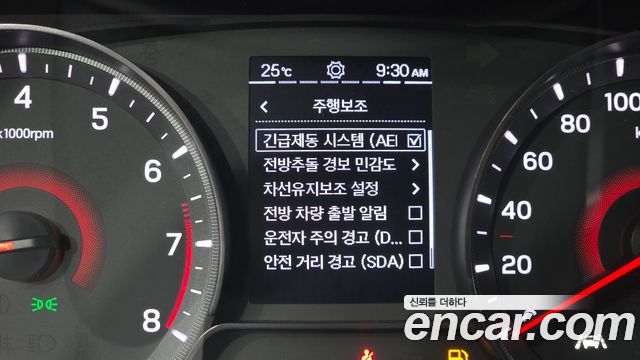 25℃ 9:30 AM
< 주행보조
긴급제동 시스템 (AEI
전방추돌 경보 민감도 >
차선유지보조 설정 >
전방 차량 출발 알림
운전자 주의 경고 (D...
안전 거리 경고 (SDA)
x1000rpm
4
5
6
7
8
100
80
40
20
신뢰를 더하다
encar.com